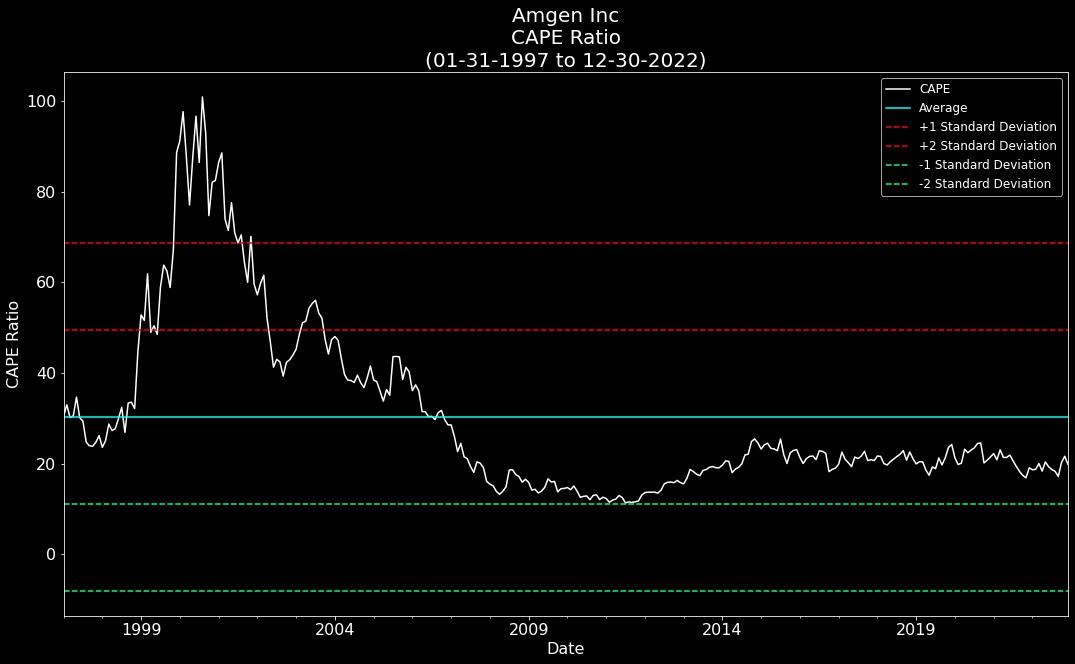 Amgen Inc
CAPE Ratio
(01-31-1997 to 12-30-2022)
CAPE
Average
+1 Standard Deviation
+2 Standard Deviation
-1 Standard Deviation
-2 Standard Deviation
100
80
60
40
20
0
CAPE Ratio
1999
2004
2009
2014
2019
Date